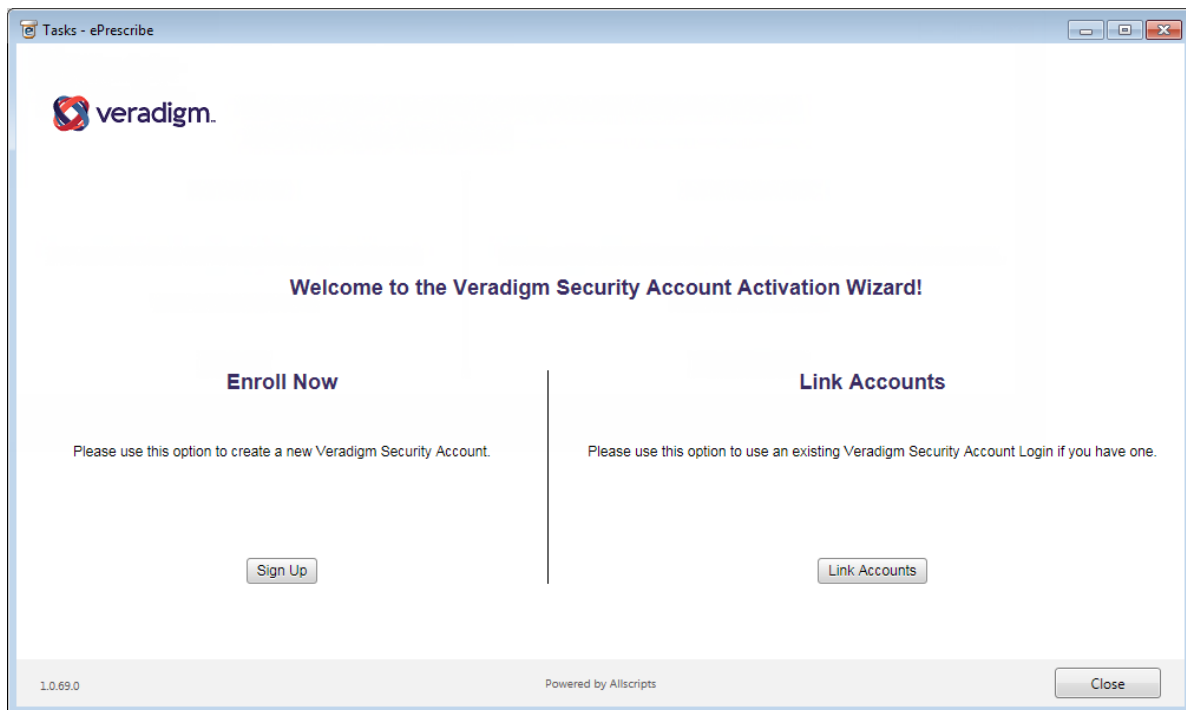 Tasks - ePrescribe
veradigm™
Welcome to the Veradigm Security Account Activation Wizard!
Enroll Now
Please use this option to create a new Veradigm Security Account.
Sign Up
Link Accounts
Please use this option to use an existing Veradigm Security Account Login if you have one.
Link Accounts
1.0.69.0
Powered by Allscripts
Close